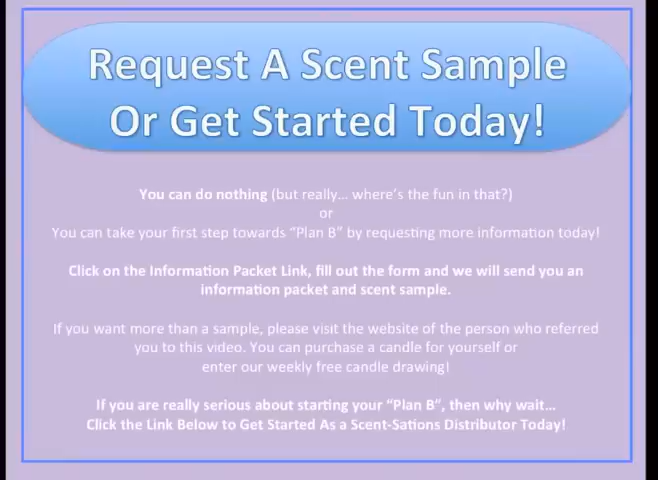 Request A Scent Sample
Or Get Started Today!
You can do nothing (but really... where's the fun in that?)
or
You can take your first step towards "Plan B" by requesting more information today!
Click on the Information Packet Link, fill out the form and we will send you an
information packet and scent sample.
If you want more than a sample, please visit the website of the person who referred
you to this video. You can purchase a candle for yourself or
enter our weekly free candle drawing!
If you are really serious about starting your "Plan B", then why wait...
Click the Link Below to Get Started As a Scent-Sations Distributor Today!